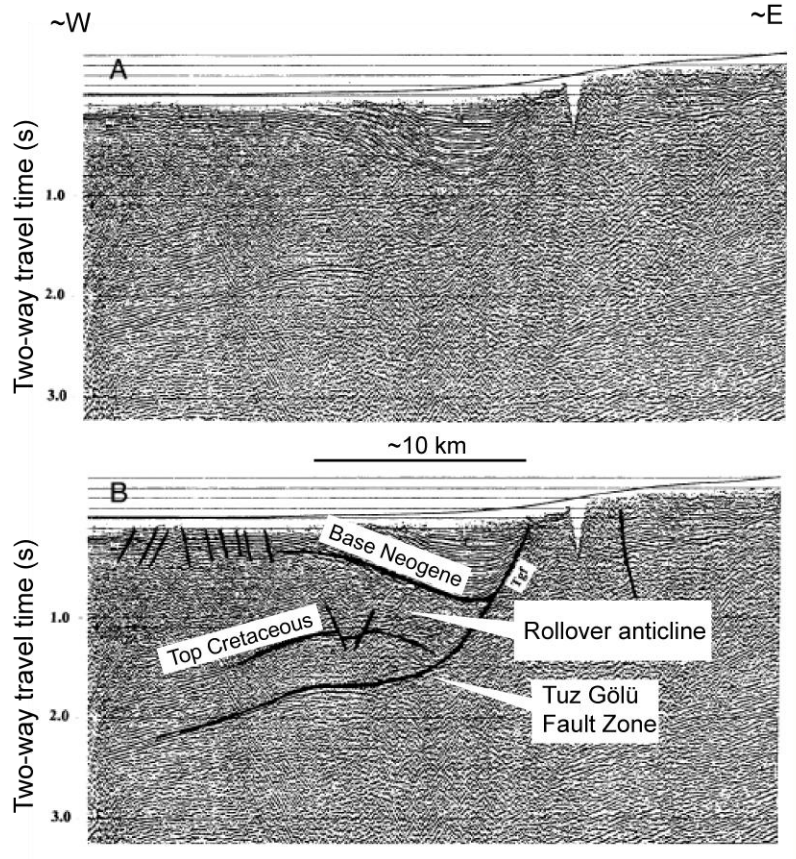 ~W
~E
A
Two-way travel time (s)
1.0
2.0
3.0
~10 km
B
Two-way travel time (s)
Base Neogene
Tgf
1.0
Top Cretaceous
Rollover anticline
Tuz Gölü
Fault Zone
2.0
3.0